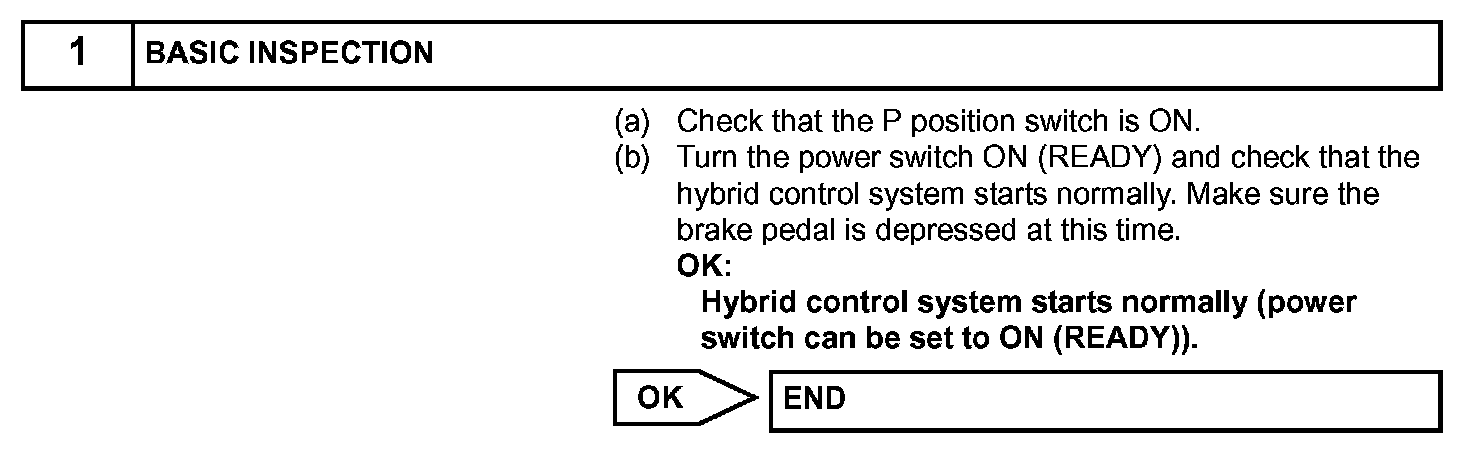 1 BASIC INSPECTION
(a) Check that the P position switch is ON.
(b) Turn the power switch ON (READY) and check that the
hybrid control system starts normally. Make sure the
brake pedal is depressed at this time.
OK:
Hybrid control system starts normally (power
switch can be set to ON (READY)).
OK END